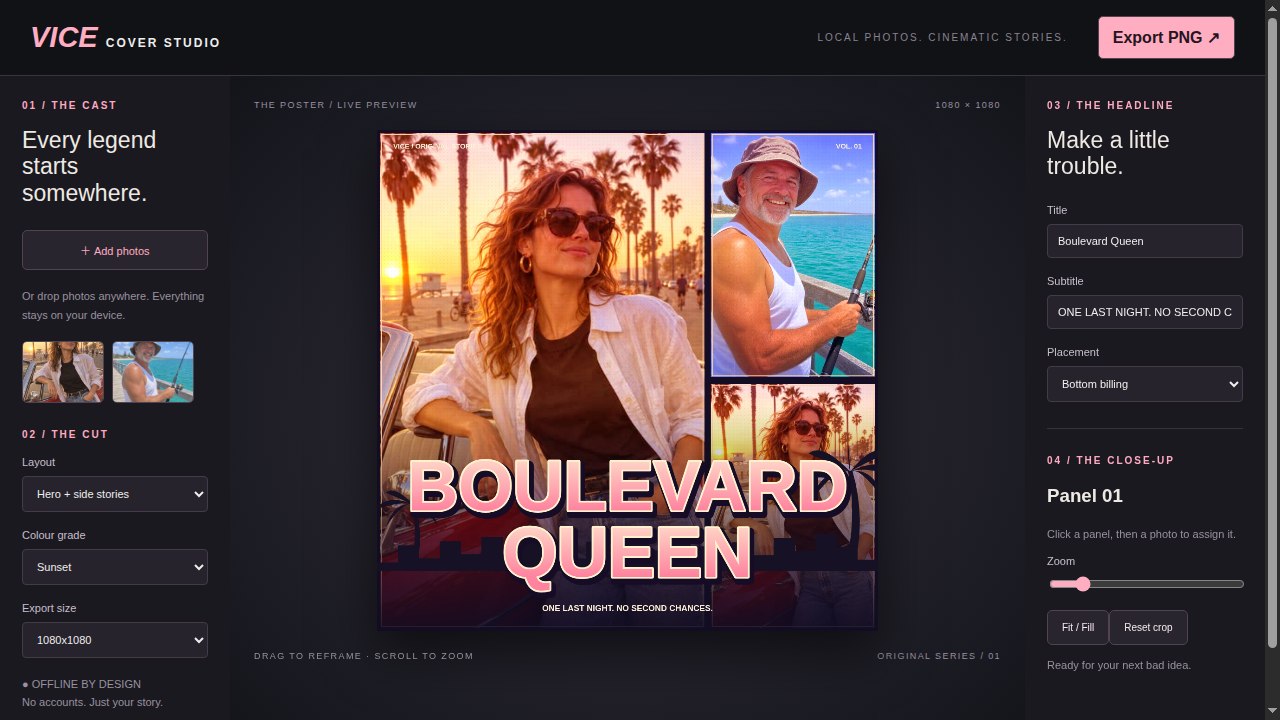 VICE COVER STUDIO
LOCAL PHOTOS. CINEMATIC STORIES.
Export PNG ↗
01 / THE CAST
Every legend
starts
somewhere.
+ Add photos
Or drop photos anywhere. Everything
stays on your device.
02 / THE CUT
Layout
Hero + side stories
Colour grade
Sunset
Export size
1080x1080
● OFFLINE BY DESIGN
No accounts. Just your story.
THE POSTER / LIVE PREVIEW
1080 × 1080
VICE /
VOL. 01
BOULEVARD
QUEEN
ONE LAST NIGHT. NO SECOND CHANCES.
DRAG TO REFRAME · SCROLL TO ZOOM
ORIGINAL SERIES / 01
03 / THE HEADLINE
Make a little
trouble.
Title
Boulevard Queen
Subtitle
ONE LAST NIGHT. NO SECOND C
Placement
Bottom billing
04 / THE CLOSE-UP
Panel 01
Click a panel, then a photo to assign it.
Zoom
Fit / Fill
Reset crop
Ready for your next bad idea.